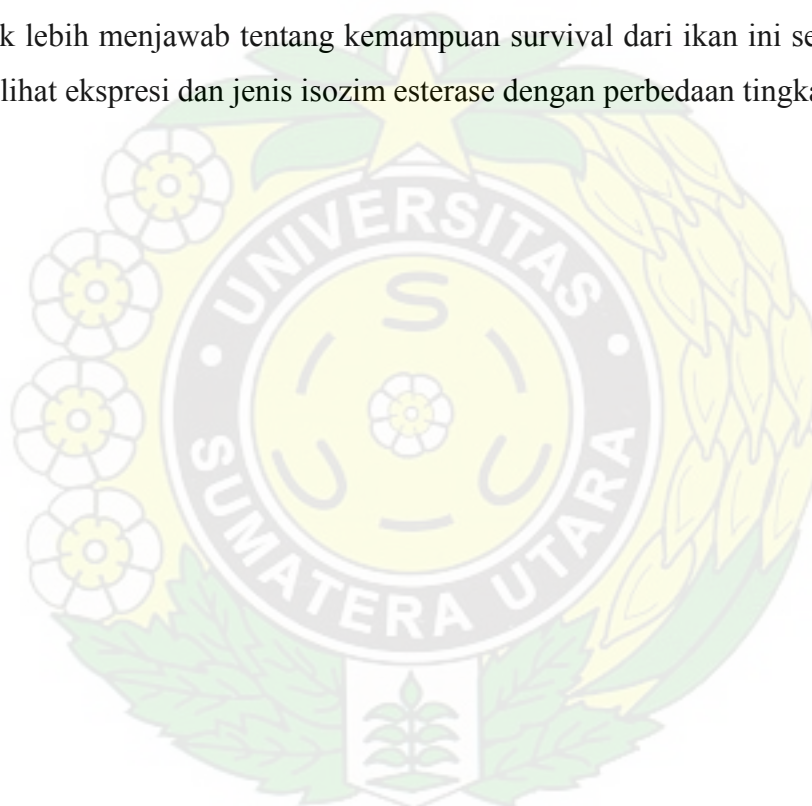 k lebih menjawab tentang kemampuan survival dari ikan ini se
lihat ekspresi dan jenis isozim esterase dengan perbedaan tingka
UNIVERSITAS
S
U U
SUMATERA UTARA